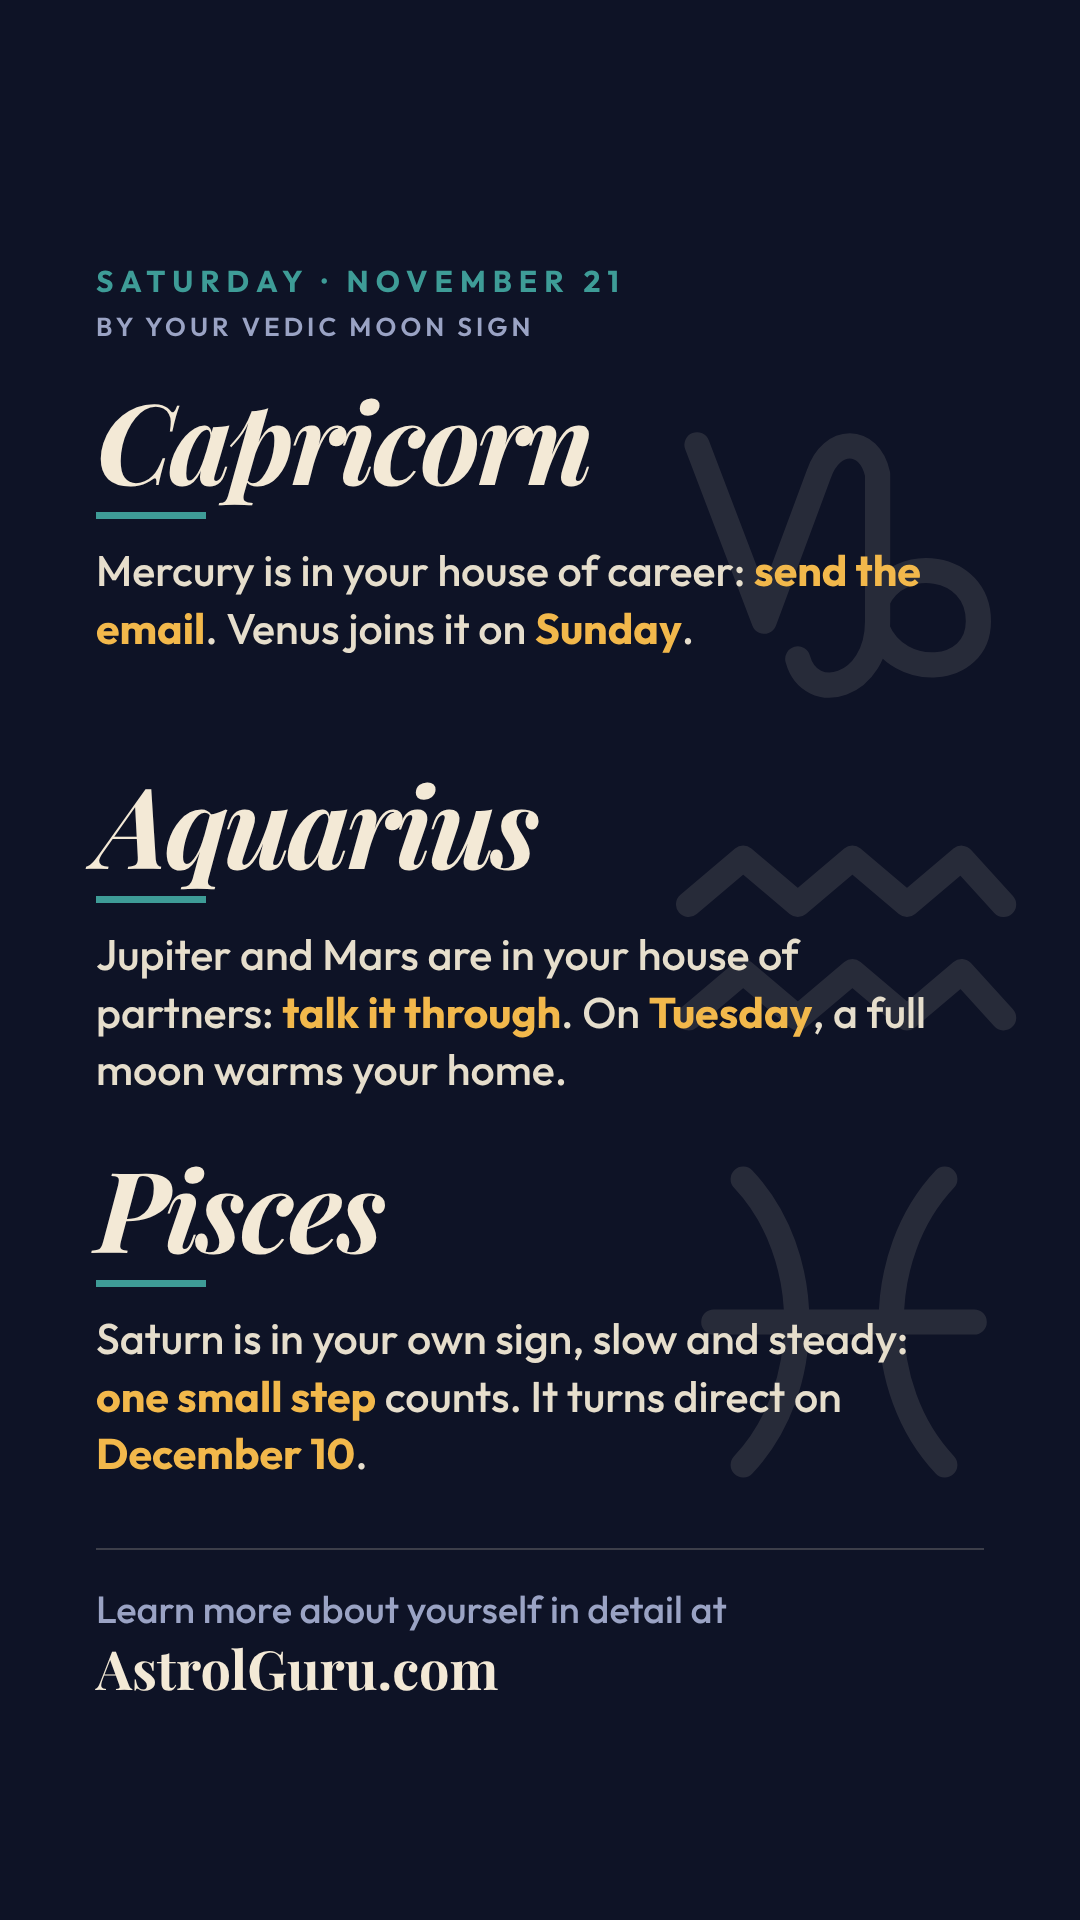 SATURDAY · NOVEMBER 21
BY YOUR VEDIC MOON SIGN
Capricorn
Mercury is in your house of career: send the
email. Venus joins it on Sunday.
Aquarius
Jupiter and Mars are in your house of
partners: talk it through. On Tuesday, a full
moon warms your home.
Pisces
Saturn is in your own sign, slow and steady:
one small step counts. It turns direct on
December 10.
Learn more about yourself in detail at
AstrolGuru.com